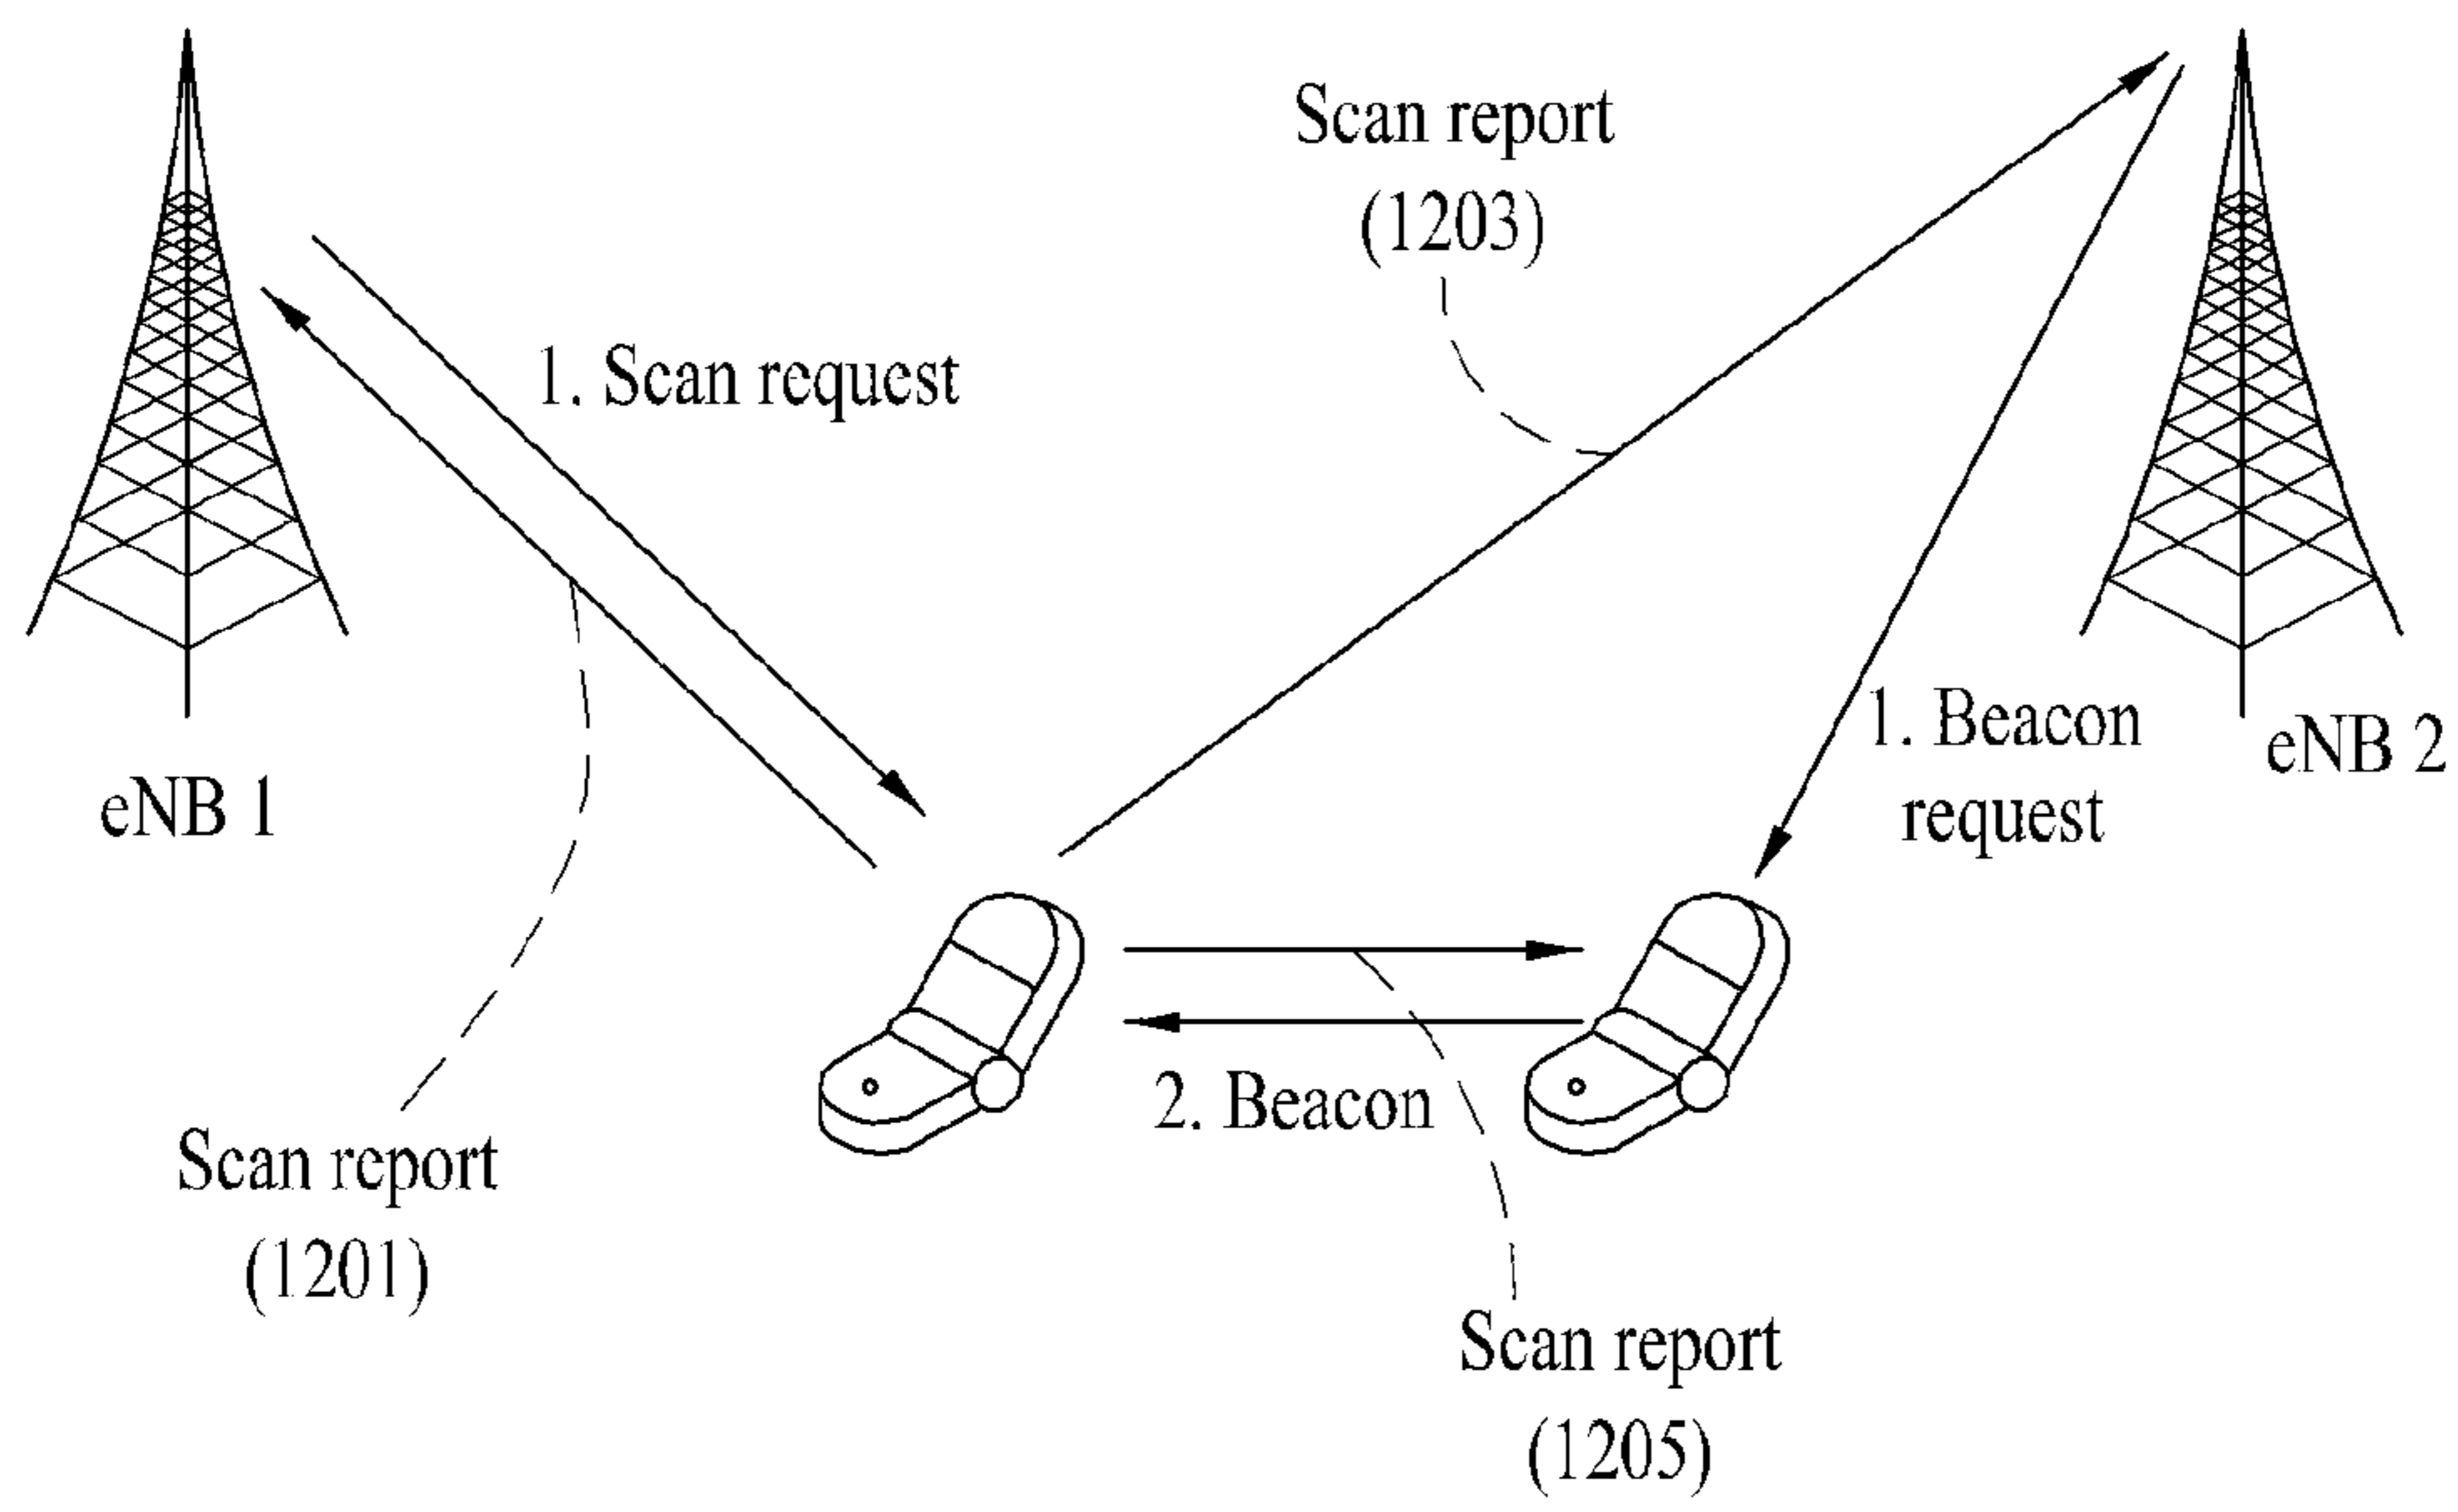 Scan report
(1203)
1. Scan request
1. Beacon
request
eNB 2
eNB 1
2. Beacon
Scan report
(1201)
Scan report
(1205)